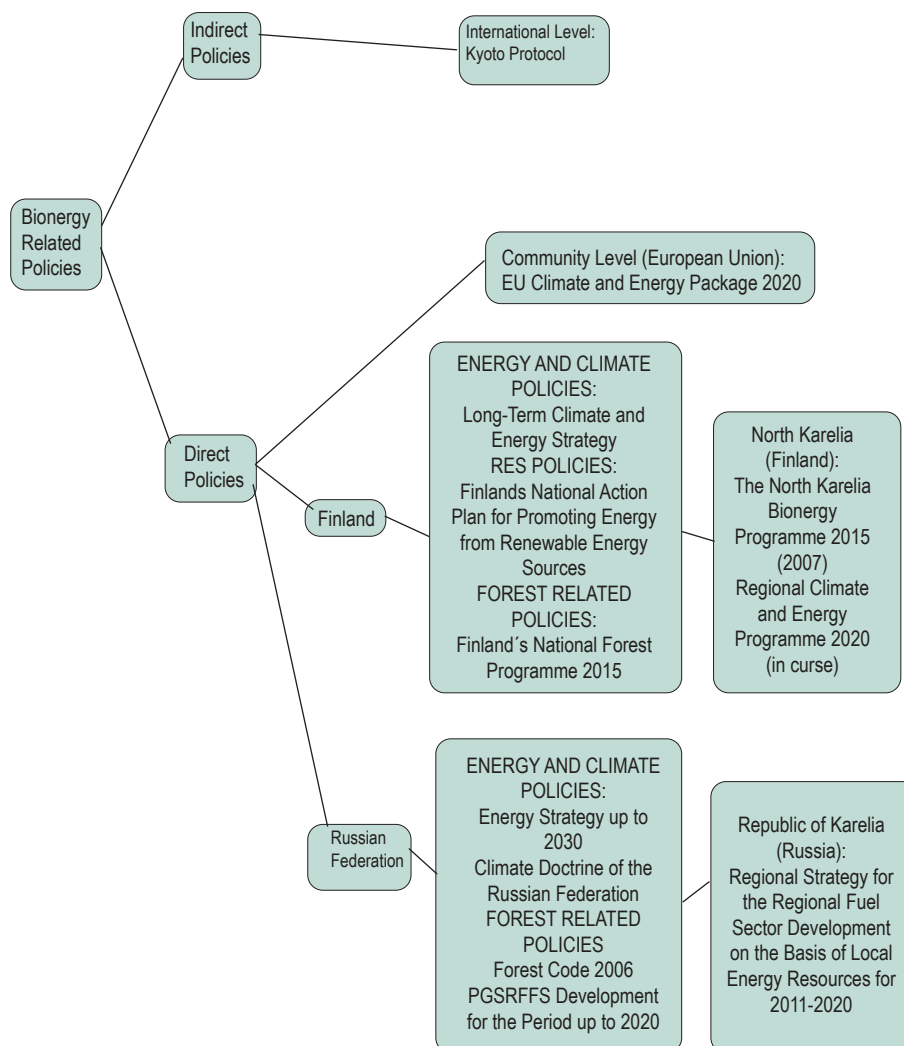 Indirect
Policies
International Level:
Kyoto Protocol
Bionergy
Related
Policies
Community Level (European Union):
EU Climate and Energy Package 2020
Direct
Policies
Finland
ENERGY AND CLIMATE
POLICIES:
Long-Term Climate and
Energy Strategy
RES POLICIES:
Finlands National Action
Plan for Promoting Energy
from Renewable Energy
Sources
FOREST RELATED
POLICIES:
Finland´s National Forest
Programme 2015
North Karelia
(Finland):
The North Karelia
Bionergy
Programme 2015
(2007)
Regional Climate
and Energy
Programme 2020
(in curse)
Russian
Federation
ENERGY AND CLIMATE
POLICIES:
Energy Strategy up to
2030
Climate Doctrine of the
Russian Federation
FOREST RELATED
POLICIES
Forest Code 2006
PGSRFFS Development
for the Period up to 2020
Republic of Karelia
(Russia):
Regional Strategy for
the Regional Fuel
Sector Development
on the Basis of Local
Energy Resources for
2011-2020